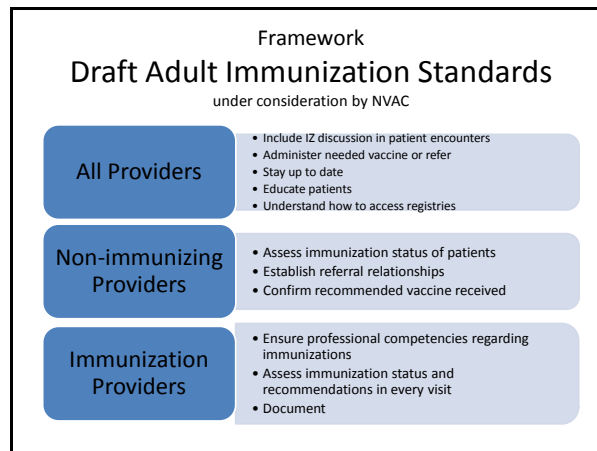 Framework
Draft Adult Immunization Standards
under consideration by NVAC
All Providers
• Include IZ discussion in patient encounters
• Administer needed vaccine or refer
• Stay up to date
• Educate patients
• Understand how to access registries
Non-immunizing
Providers
• Assess immunization status of patients
• Establish referral relationships
• Confirm recommended vaccine received
Immunization
Providers
• Ensure professional competencies regarding
immunizations
• Assess immunization status and
recommendations in every visit
• Document